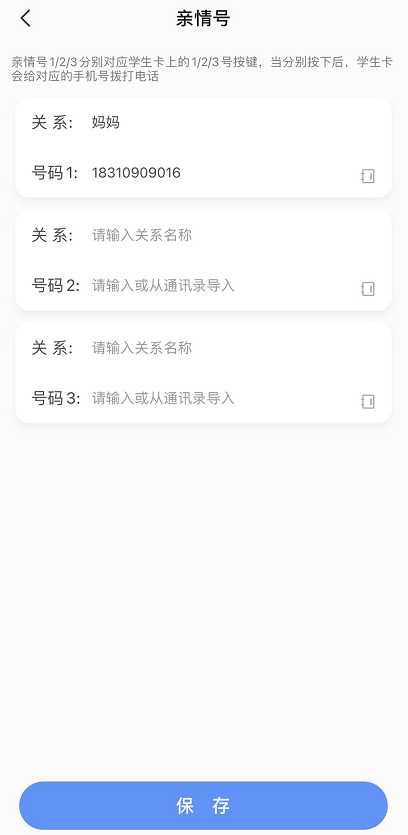 亲情号
亲情号1/2/3分别对应学生卡上的1/2/3号按键，当分别按下后，学生卡
会给对应的手机号拨打电话
关 系: 妈妈
号码1: 18310909016
关 系: 请输入关系名称
号码2: 请输入或从通讯录导入
关 系: 请输入关系名称
号码3: 请输入或从通讯录导入
保 存